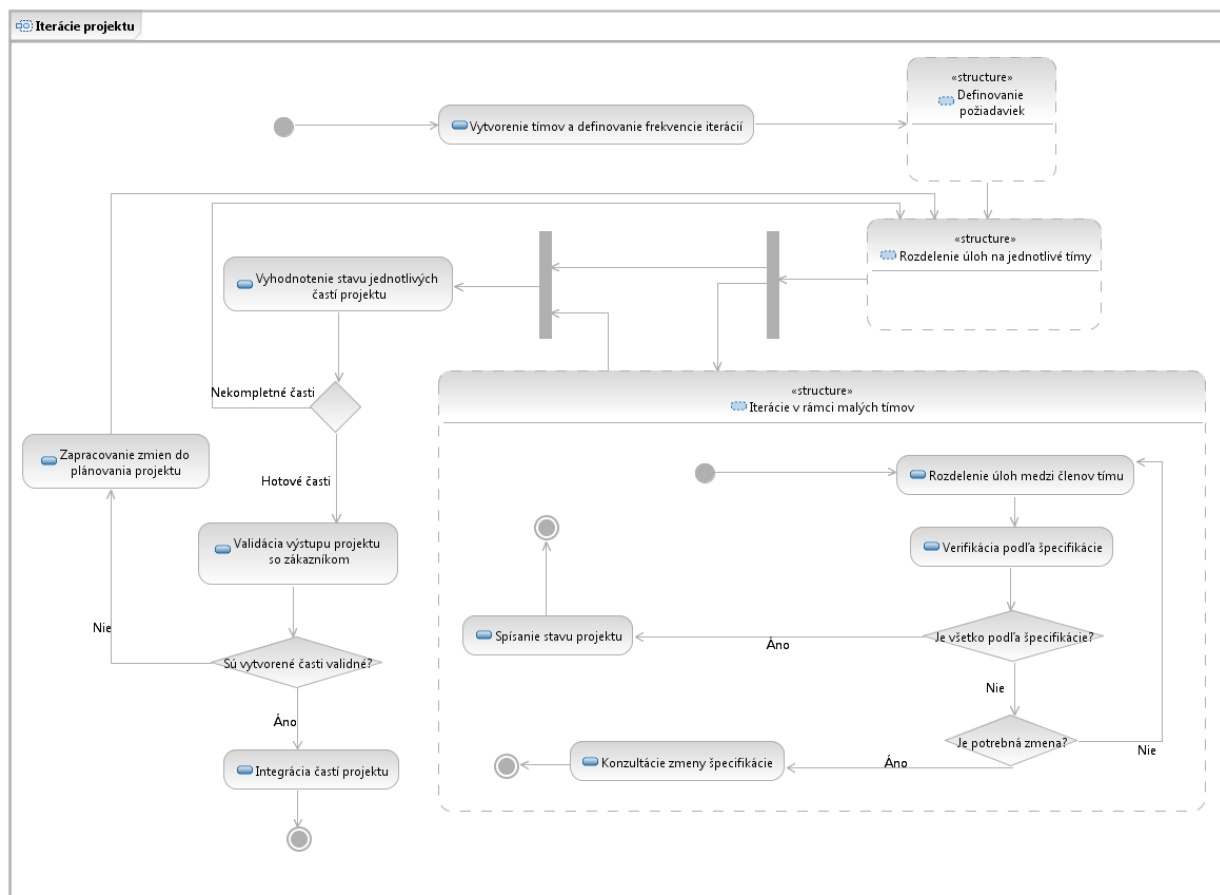 Iterácie projektu
«structure»
Definovanie
požiadaviek
Vytvorenie tímov a definovanie frekvencie iterácií
«structure»
Rozdelenie úloh na jednotlivé tímy
Vyhodnotenie stavu jednotlivých
častí projektu
Nekompletné časti
«structure»
Iterácie v rámci malých tímov
Zapracovanie zmien do
plánovania projektu
Hotové časti
Rozdelenie úloh medzi členov tímu
Validácia výstupu projektu
so zákazníkom
Verifikácia podľa špecifikácie
Nie
Spísanie stavu projektu
Áno
Je všetko podľa špecifikácie?
Sú vytvorené časti validné?
Nie
Áno
Je potrebná zmena?
Nie
Integrácia častí projektu
Konzultácie zmeny špecifikácie
Áno